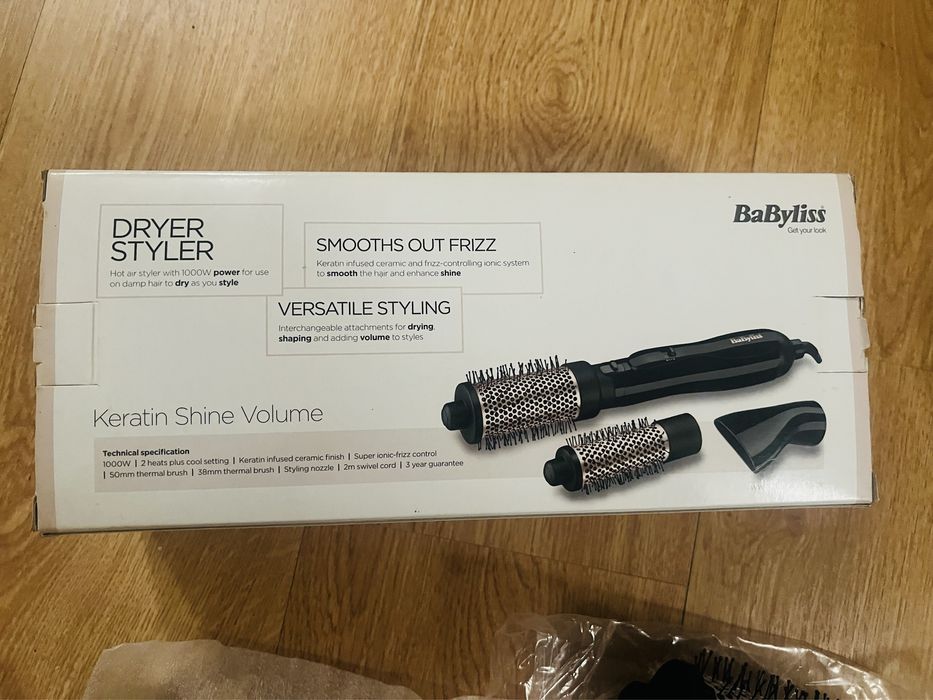 DRYER
STYLER
Hot air styler with 1000W power for use
on damp hair to dry as you style
SMOOTHS OUT FRIZZ
Keratin infused ceramic and frizz-controlling ionic system
to smooth the hair and enhance shine
VERSATILE STYLING
Interchangeable attachments for drying,
shaping and adding volume to styles
BaByliss
Get your look
BaByliss
Keratin Shine Volume
Technical specification
1000W | 2 heats plus cool setting | Keratin infused ceramic finish | Super ionic-frizz control
| 50mm thermal brush | 38mm thermal brush | Styling nozzle | 2m swivel cord | 3 year guarantee